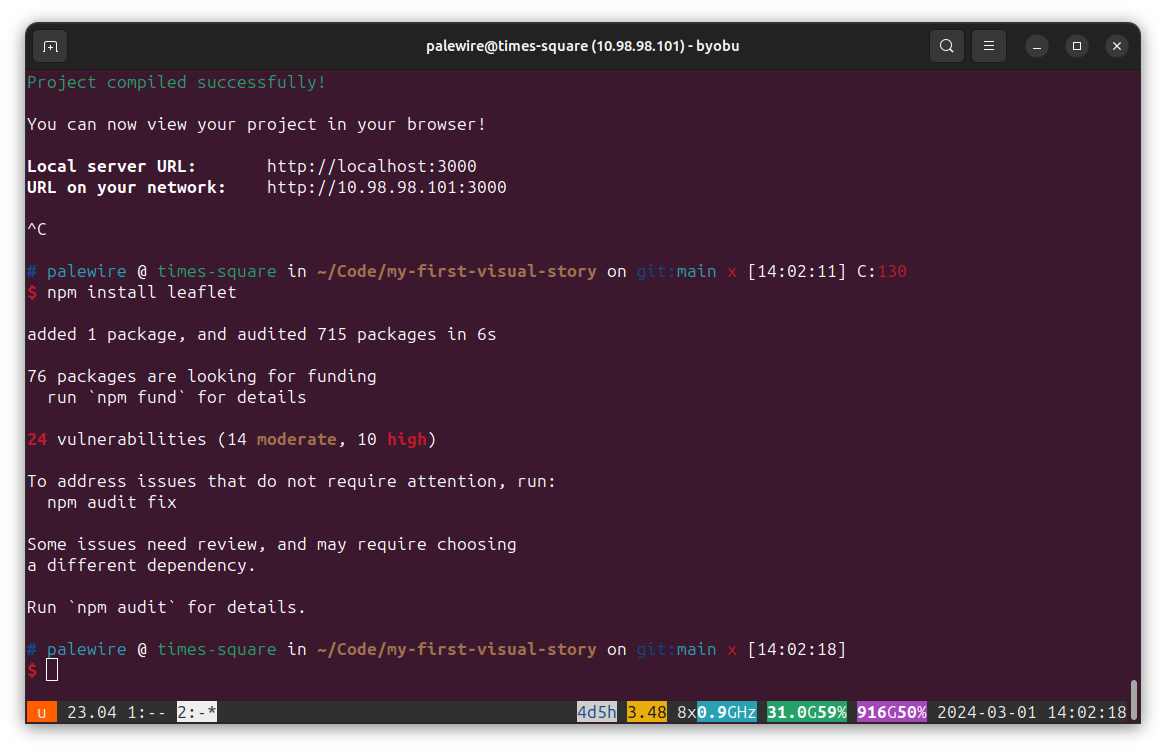 palewire@times-square (10.98.98.101) - byobu
Project compiled successfully!
You can now view your project in your browser!
Local server URL: http://localhost:3000
URL on your network: http://10.98.98.101:3000
^C
# palewire @ times-square in ~/Code/my-first-visual-story on git:main x [14:02:11] C:130
$ npm install leaflet
added 1 package, and audited 715 packages in 6s
76 packages are looking for funding
run `npm fund` for details
24 vulnerabilities (14 moderate, 10 high)
To address issues that do not require attention, run:
npm audit fix
Some issues need review, and may require choosing
a different dependency.
Run `npm audit` for details.
# palewire @ times-square in ~/Code/my-first-visual-story on git:main x [14:02:18]
$
u 23.04 1:-- 2:-* 4d5h 3.48 8x0.9GHz 31.0G59% 916G50% 2024-03-01 14:02:18